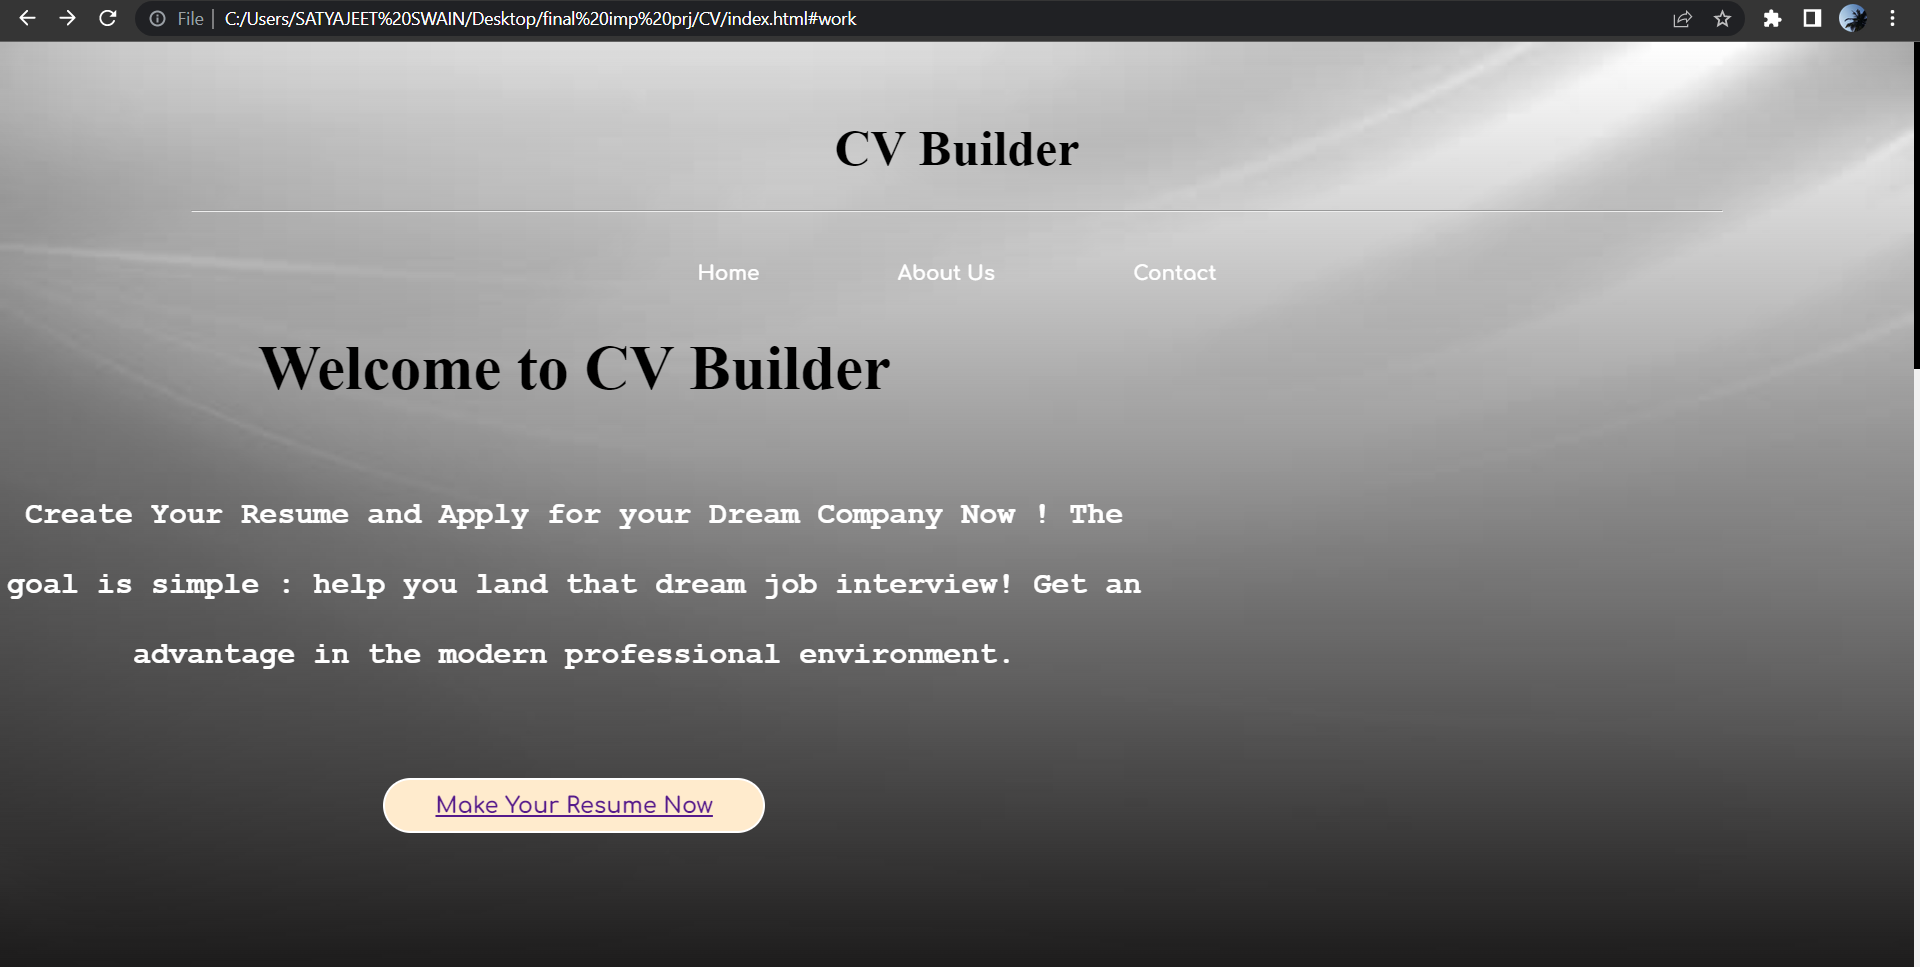 File | C:/Users/SATYAJEET%20SWAIN/Desktop/final%20imp%20prj/CV/index.html#work
CV Builder
Home About Us Contact
Welcome to CV Builder
Create Your Resume and Apply for your Dream Company Now ! The
goal is simple : help you land that dream job interview! Get an
advantage in the modern professional environment.
Make Your Resume Now